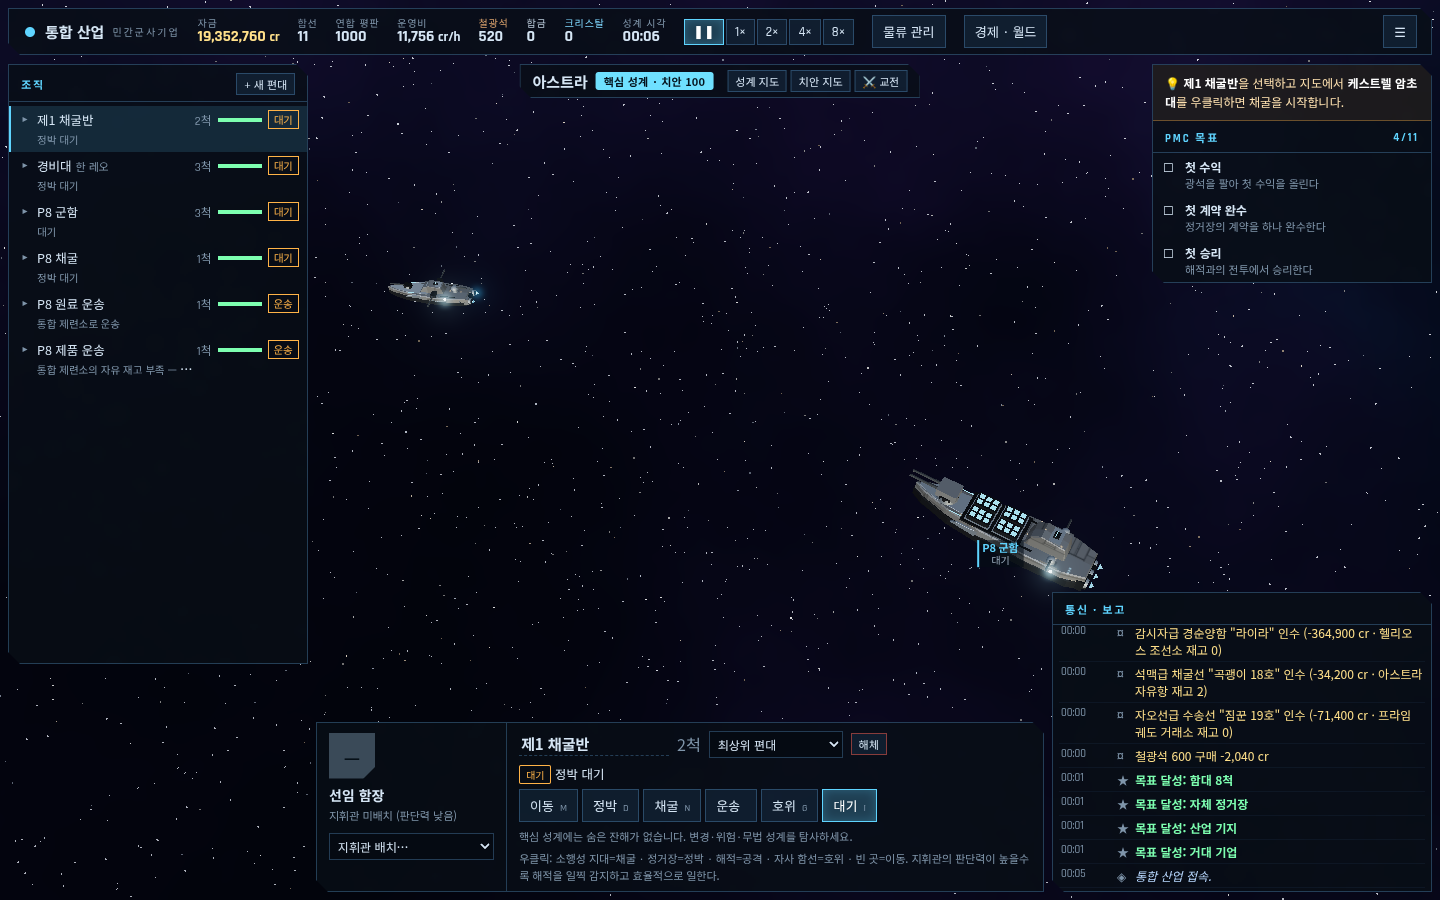 통합 산업 민간군사기업
자금 19,352,760 cr
함선 11
연합 평판 1000
운영비 11,756 cr/h
철광석 520
합금 0
크리스탈 0
성계 시각 00:06
❚❚ 1× 2× 4× 8×
물류 관리
경제 · 월드
☰
조직
+ 새 편대
▸ 제1 채굴반 2척 대기
정박 대기
▸ 경비대 한 레오 3척 대기
정박 대기
▸ P8 군함 3척 대기
대기
▸ P8 채굴 1척 대기
정박 대기
▸ P8 원료 운송 1척 운송
통합 제련소로 운송
▸ P8 제품 운송 1척 운송
통합 제련소의 자유 재고 부족 — ⋯
아스트라 핵심 성계 · 치안 100 성계 지도 치안 지도 ⚔ 교전
💡 제1 채굴반을 선택하고 지도에서 케스트렐 암초
대를 우클릭하면 채굴을 시작합니다.
PMC 목표 4/11
☐ 첫 수익
광석을 팔아 첫 수익을 올린다
☐ 첫 계약 완수
정거장의 계약을 하나 완수한다
☐ 첫 승리
해적과의 전투에서 승리한다
P8 군함
대기
통신 · 보고
00:00 ¤ 감시자급 경순양함 "라이라" 인수 (-364,900 cr · 헬리오
스 조선소 재고 0)
00:00 ¤ 석맥급 채굴선 "곡괭이 18호" 인수 (-34,200 cr · 아스트라
자유항 재고 2)
00:00 ¤ 자오선급 수송선 "짐꾼 19호" 인수 (-71,400 cr · 프라임
궤도 거래소 재고 0)
00:00 ¤ 철광석 600 구매 -2,040 cr
00:01 ★ 목표 달성: 함대 8척
00:01 ★ 목표 달성: 자체 정거장
00:01 ★ 목표 달성: 산업 기지
00:01 ★ 목표 달성: 거대 기업
00:05 ◈ 통합 산업 접속.
—
선임 함장
지휘관 미배치 (판단력 낮음)
지휘관 배치⋯
제1 채굴반 2척 최상위 편대 해체
대기 정박 대기
이동 M 정박 D 채굴 N 운송 호위 G 대기 I
핵심 성계에는 숨은 잔해가 없습니다. 변경·위험·무법 성계를 탐사하세요.
우클릭: 소행성 지대=채굴 · 정거장=정박 · 해적=공격 · 자사 함선=호위 · 빈 곳=이동. 지휘관의 판단력이 높을수
록 해적을 일찍 감지하고 효율적으로 일한다.